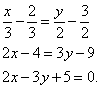 x/3 - 2/3 = y/2 - 3/2
2x - 4 = 3y - 9
2x - 3y + 5 = 0.